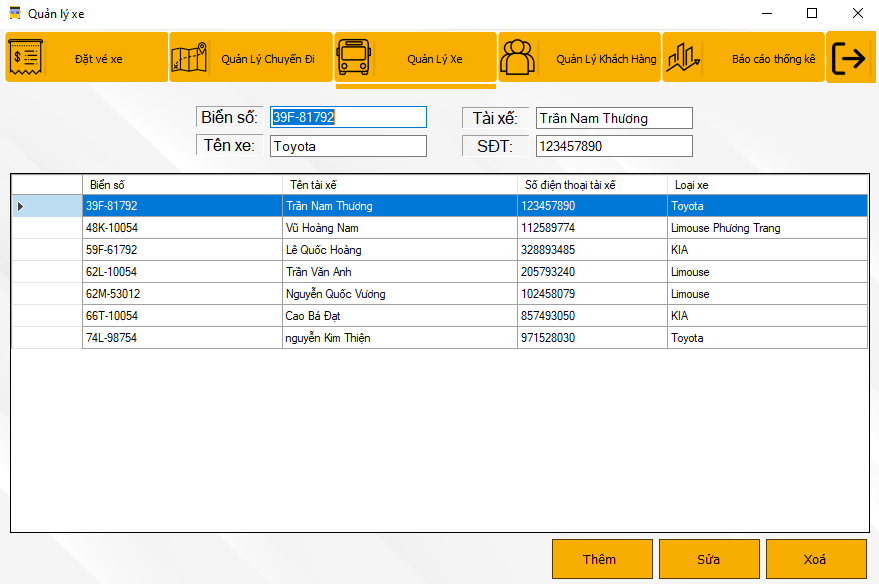 Quản lý xe
Đặt vé xe Quản Lý Chuyến Đi Quản Lý Xe Quản Lý Khách Hàng Báo cáo thống kê
Biển số: 39F-81792 Tài xế: Trần Nam Thương
Tên xe: Toyota SĐT: 123457890
Biển số Tên tài xế Số điện thoại tài xế Loại xe
39F-81792 Trần Nam Thương 123457890 Toyota
48K-10054 Vũ Hoàng Nam 112589774 Limouse Phương Trang
59F-61792 Lê Quốc Hoàng 328893485 KIA
62L-10054 Trần Văn Anh 205793240 Limouse
62M-53012 Nguyễn Quốc Vương 102458079 Limouse
66T-10054 Cao Bá Đạt 857493050 KIA
74L-98754 nguyễn Kim Thiện 971528030 Toyota
Thêm Sửa Xoá